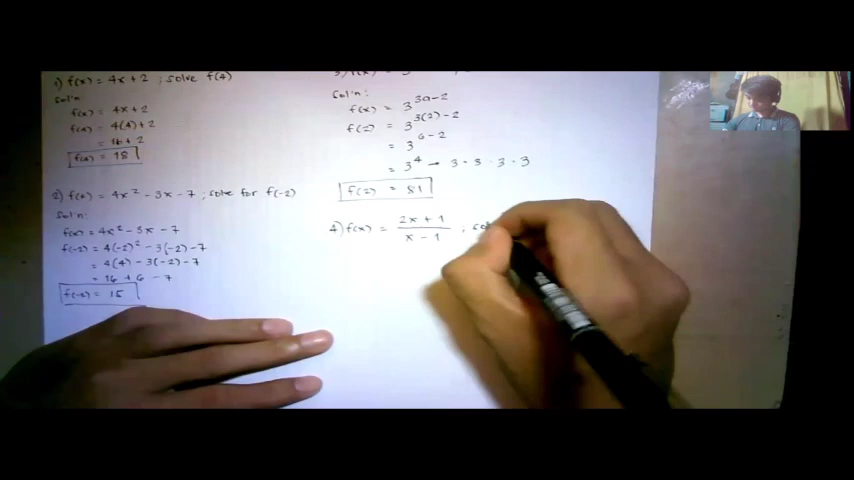 1) f(x) = 4x + 2 ; solve f(4)
Sol'n
f(x) = 4x + 2
f(4) = 4(4) + 2
= 16 + 2
f(4) = 18
2) f(x) = 4x² - 3x - 7 ; solve for f(-2)
Sol'n:
f(x) = 4x² - 3x - 7
f(-2) = 4(-2)² - 3(-2) - 7
= 4(4) - 3(-2) - 7
= 16 + 6 - 7
f(-2) = 15
Sol'n:
f(x) = 3^{3a-2}
f(2) = 3^{3(2)-2}
= 3^{6-2}
= 3^4 → 3 · 3 · 3 · 3
f(2) = 81
4) f(x) = \frac{2x + 1}{x - 1} ;